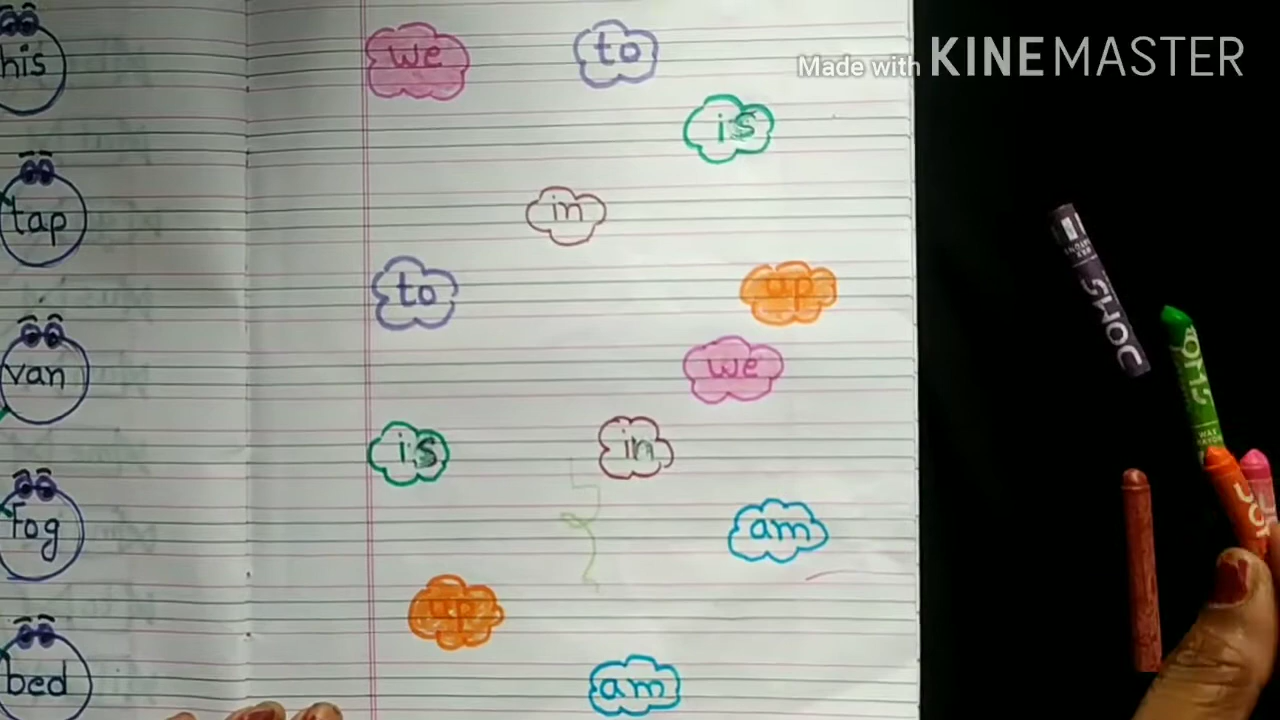 his
tap
van
Fog
bed
we
to
is
in
to
up
we
is
in
am
up
am
Made with KINEMASTER
DOMS